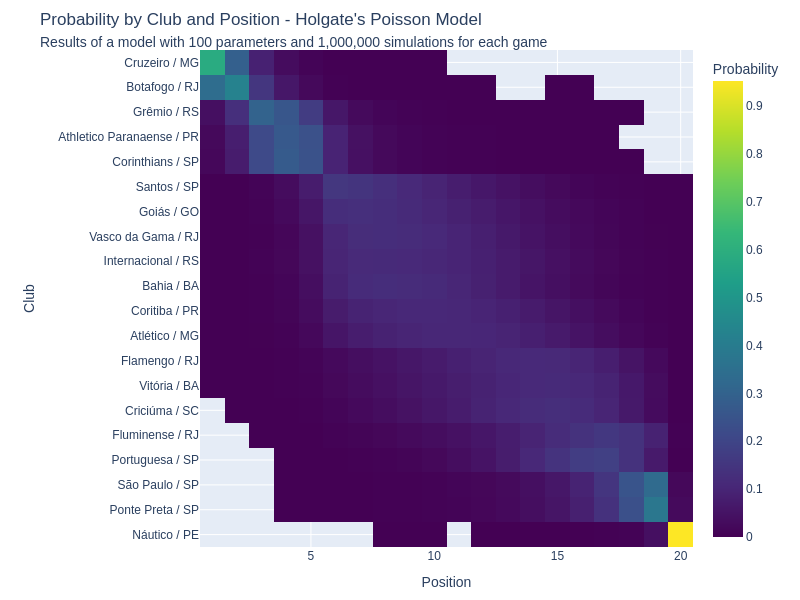 Probability by Club and Position - Holgate's Poisson Model
Results of a model with 100 parameters and 1,000,000 simulations for each game
Cruzeiro / MG
Botafogo / RJ
Grêmio / RS
Athletico Paranaense / PR
Corinthians / SP
Santos / SP
Goiás / GO
Vasco da Gama / RJ
Internacional / RS
Bahia / BA
Coritiba / PR
Atlético / MG
Flamengo / RJ
Vitória / BA
Criciúma / SC
Fluminense / RJ
Portuguesa / SP
São Paulo / SP
Ponte Preta / SP
Náutico / PE
Club
5
10
15
20
Position
Probability
0.9
0.8
0.7
0.6
0.5
0.4
0.3
0.2
0.1
0